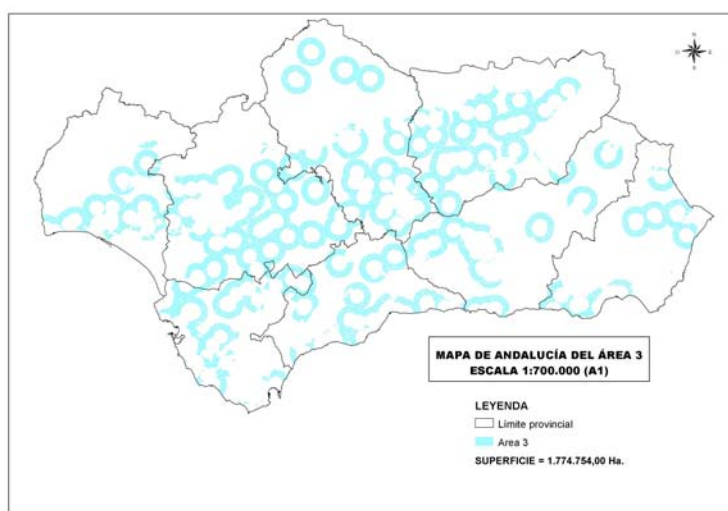 N
E
S
MAPA DE ANDALUCÍA DEL ÁREA 3
ESCALA 1:700.000 (A1)
LEYENDA
Límite provincial
Area 3
SUPERFICIE = 1.774.754,00 Ha.